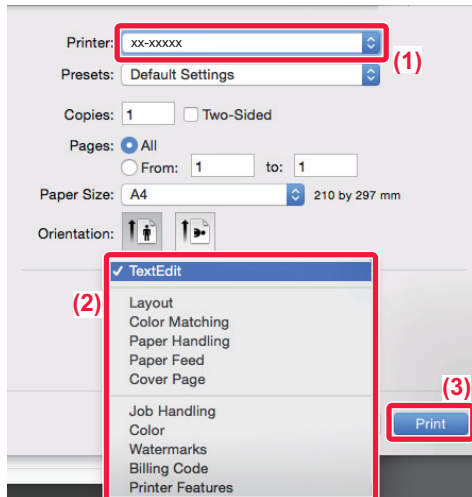 Printer: xx-xxxxx
(1)
Presets: Default Settings
Copies: 1 Two-Sided
Pages: All
From: 1 to: 1
Paper Size: A4 210 by 297 mm
Orientation:
✓ TextEdit
(2)
Layout
Color Matching
Paper Handling
Paper Feed
Cover Page
(3)
Job Handling
Print
Color
Watermarks
Billing Code
Printer Features